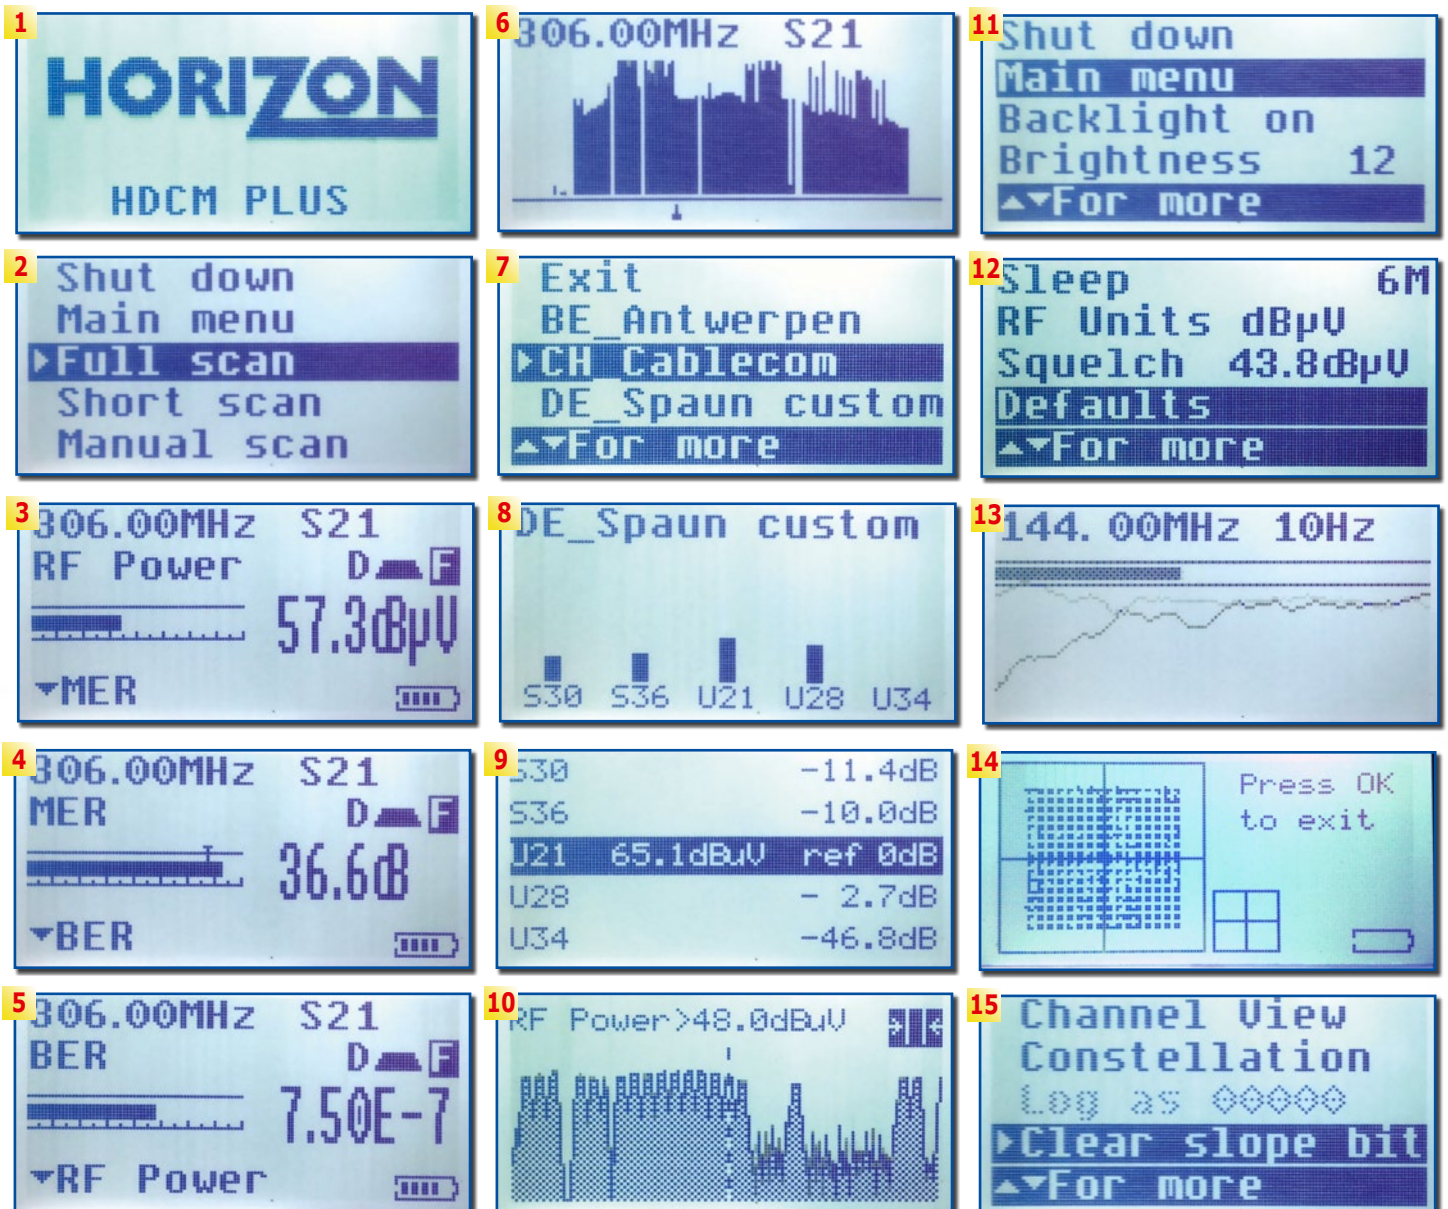 1
HORIZON
HDCM PLUS
2
Shut down
Main menu
Full scan
Short scan
Manual scan
3
306.00MHz S21
RF Power D F
57.3dBµV
MER
4
306.00MHz S21
MER D F
36.6dB
BER
5
306.00MHz S21
BER D F
7.50E-7
RF Power
6
306.00MHz S21
7
Exit
BE_Antwerpen
CH_Cablecom
DE_Spaun custom
For more
8
DE_Spaun custom
S30 S36 U21 U28 U34
9
S30 -11.4dB
S36 -10.0dB
U21 65.1dBuV ref 0dB
U28 - 2.7dB
U34 -46.8dB
10
RF Power>48.0dBuV
11
Shut down
Main menu
Backlight on
Brightness 12
For more
12
Sleep 6M
RF Units dBµV
Squelch 43.8dBµV
Defaults
For more
13
144.00MHz 10Hz
14
Press OK
to exit
15
Channel View
Constellation
Log as 00000
Clear slope bit
For more